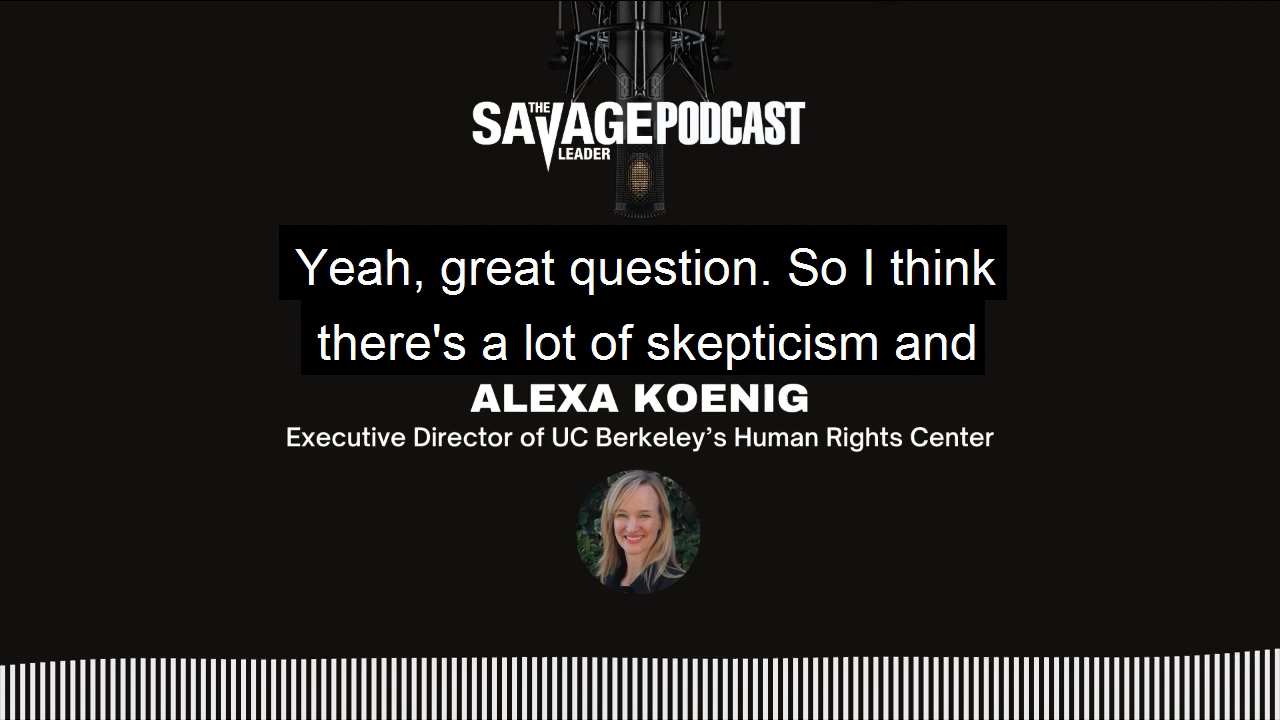 THE SAVAGE PODCAST
LEADER
Yeah, great question. So I think
there's a lot of skepticism and
ALEXA KOENIG
Executive Director of UC Berkeley’s Human Rights Center